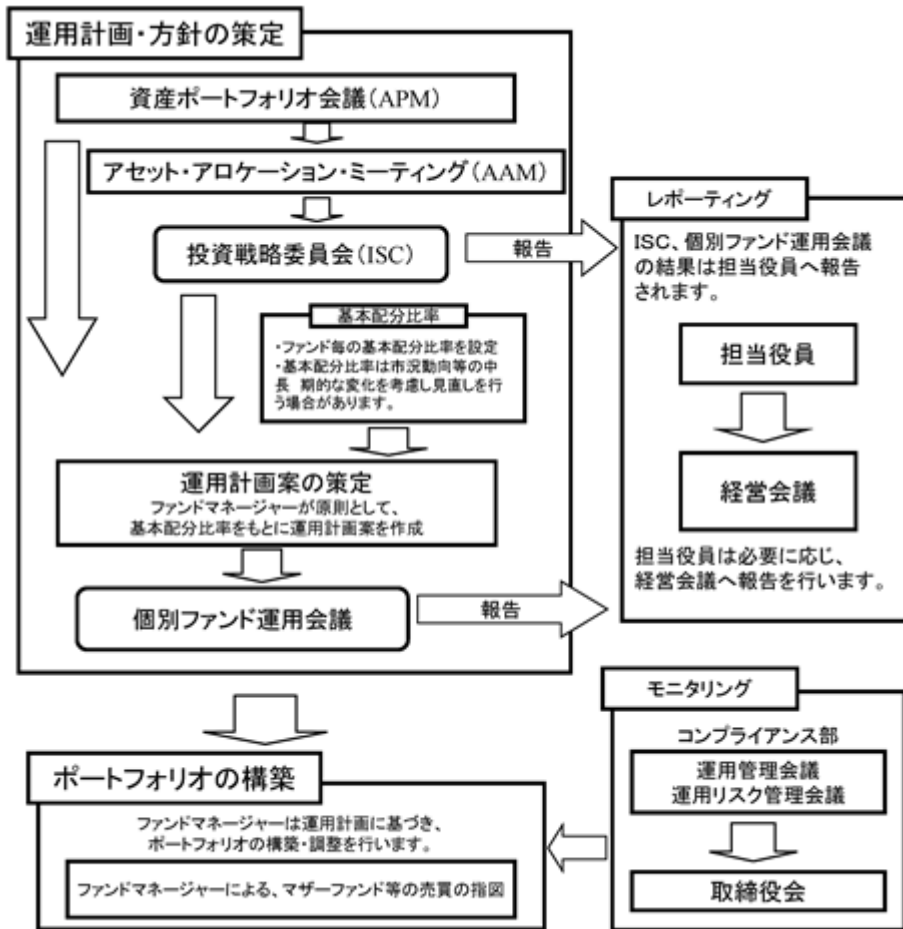 運用計画・方針の策定
資産ポートフォリオ会議(APM)
アセット・アロケーション・ミーティング(AAM)
投資戦略委員会(ISC)
報告
基本配分比率
・ファンド毎の基本配分比率を設定
・基本配分比率は市況動向等の中
長　期的な変化を考慮し見直しを行
う場合があります。
運用計画案の策定
ファンドマネージャーが原則として、
基本配分比率をもとに運用計画案を作成
個別ファンド運用会議
報告
レポーティング
ISC、個別ファンド運用会議
の結果は担当役員へ報告
されます。
担当役員
経営会議
担当役員は必要に応じ、
経営会議へ報告を行います。
モニタリング
コンプライアンス部
運用管理会議
運用リスク管理会議
取締役会
ポートフォリオの構築
ファンドマネージャーは運用計画に基づき、
ポートフォリオの構築・調整を行います。
ファンドマネージャーによる、マザーファンド等の売買の指図